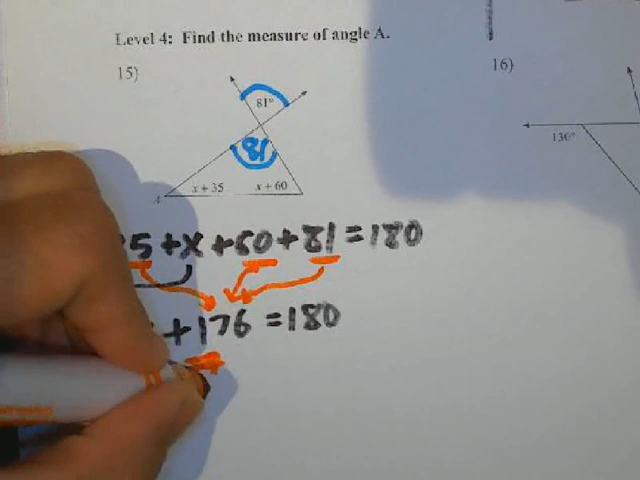 Level 4: Find the measure of angle A.
15)
16)
81°
81
130°
A
x + 35
x + 60
5 + x + 60 + 81 = 180
+ 176 = 180